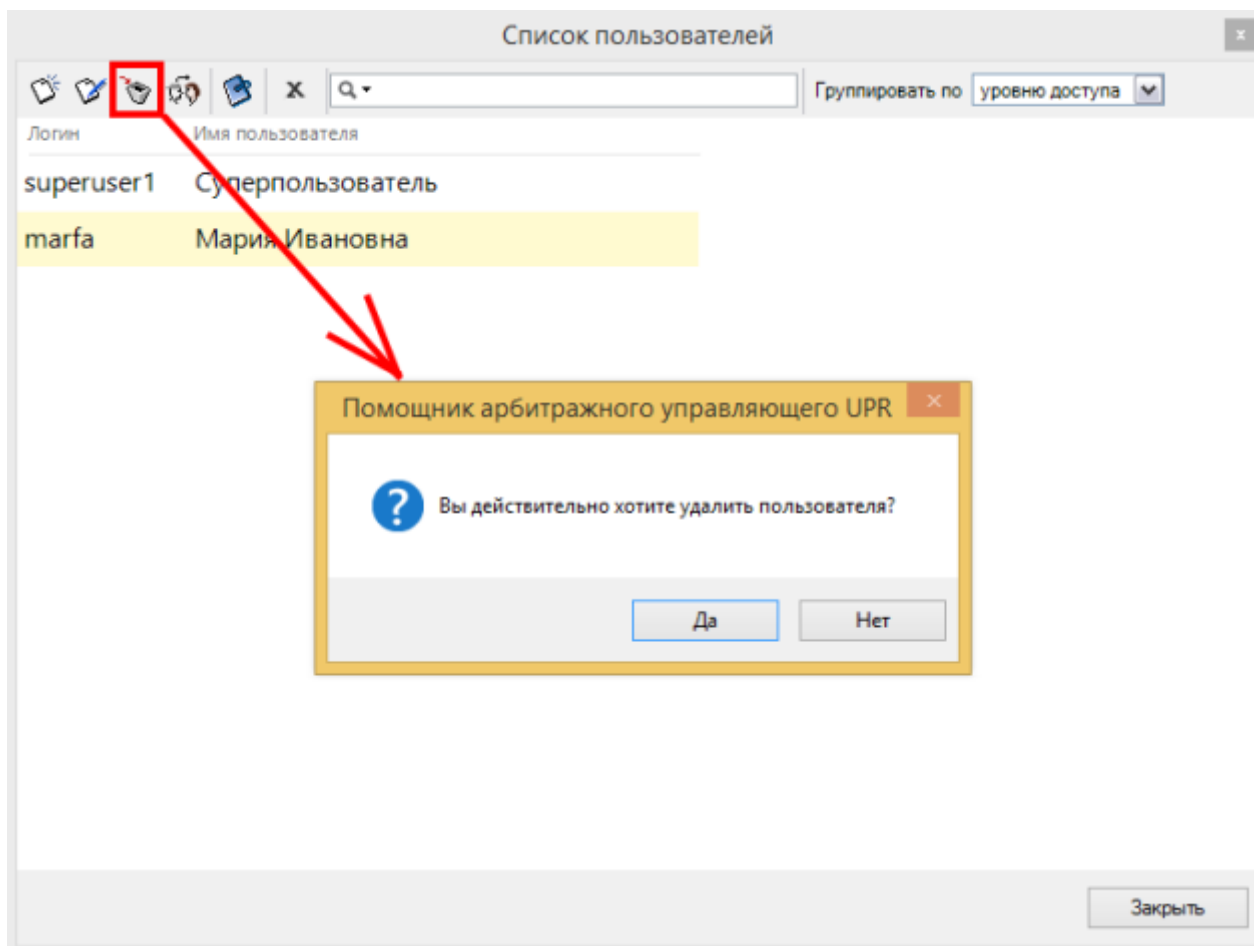 Список пользователей
Группировать по уровню доступа
Логин Имя пользователя
superuser1 Суперпользователь
marfa Мария Ивановна
Помощник арбитражного управляющего UPR
Вы действительно хотите удалить пользователя?
Да Нет
Закрыть